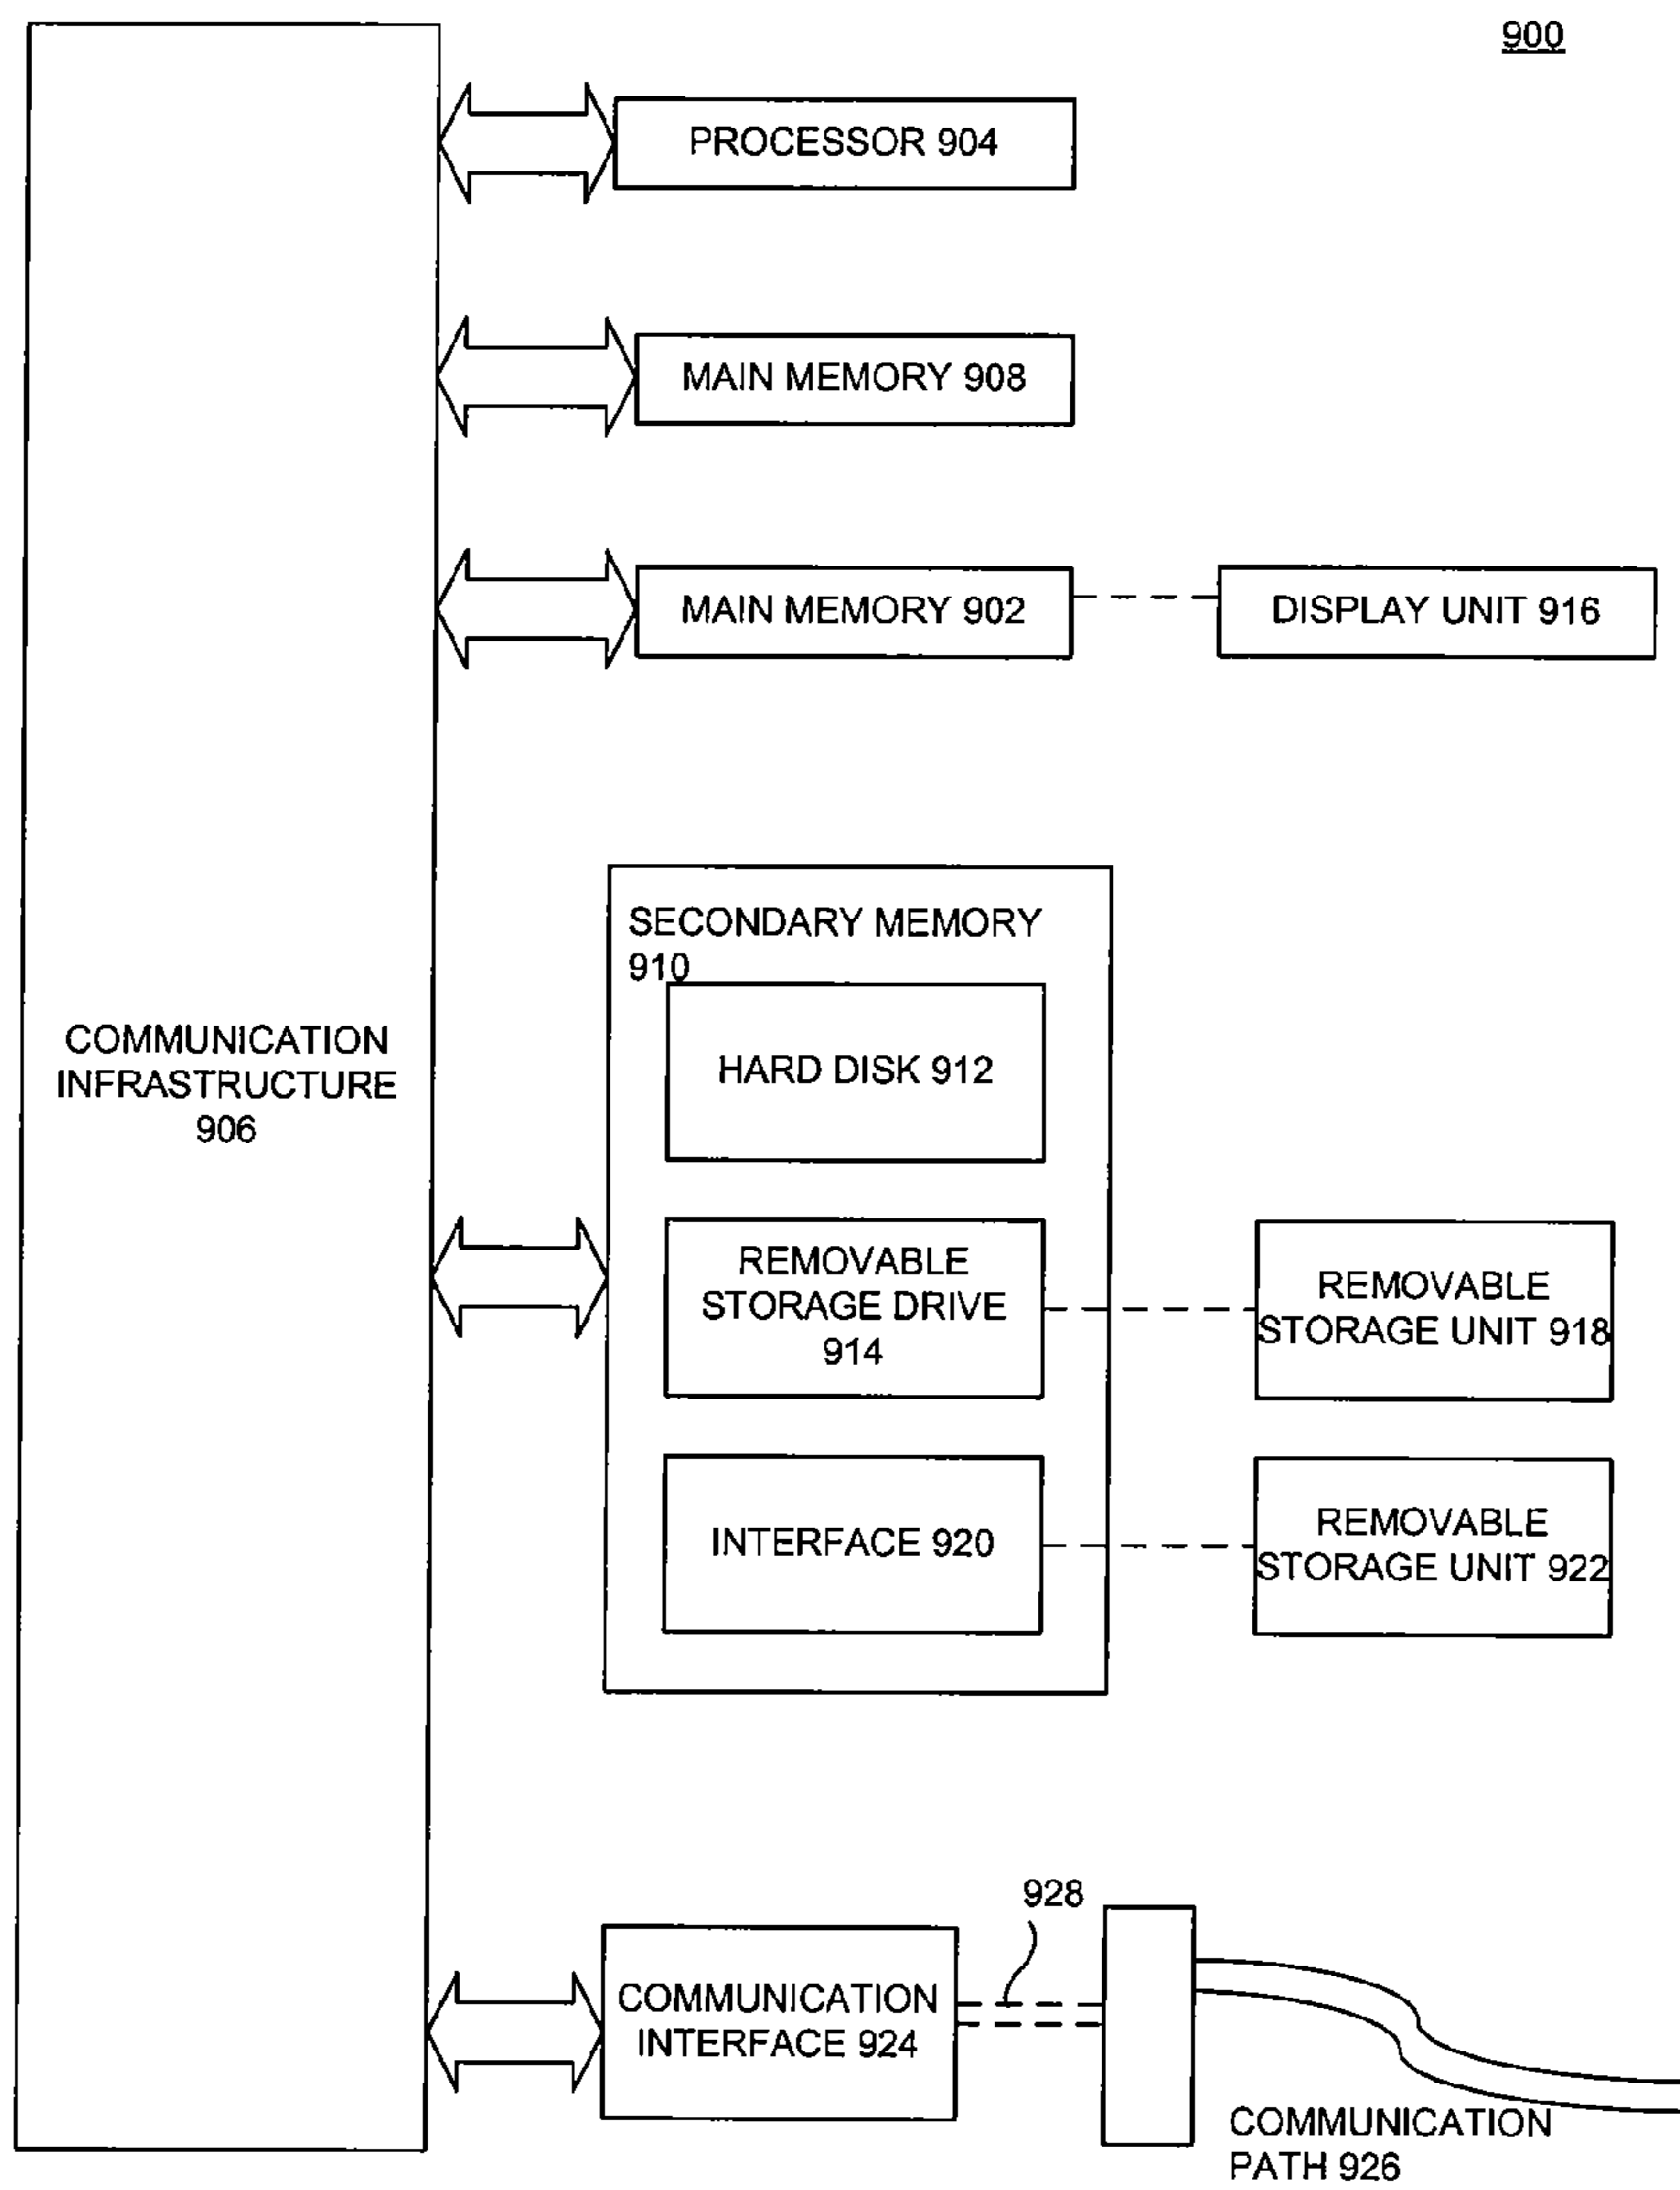 900
PROCESSOR 904
MAIN MEMORY 908
MAIN MEMORY 902
DISPLAY UNIT 916
SECONDARY MEMORY
910
HARD DISK 912
COMMUNICATION
INFRASTRUCTURE
906
REMOVABLE
STORAGE DRIVE
914
REMOVABLE
STORAGE UNIT 918
INTERFACE 920
REMOVABLE
STORAGE UNIT 922
928
COMMUNICATION
INTERFACE 924
COMMUNICATION
PATH 926